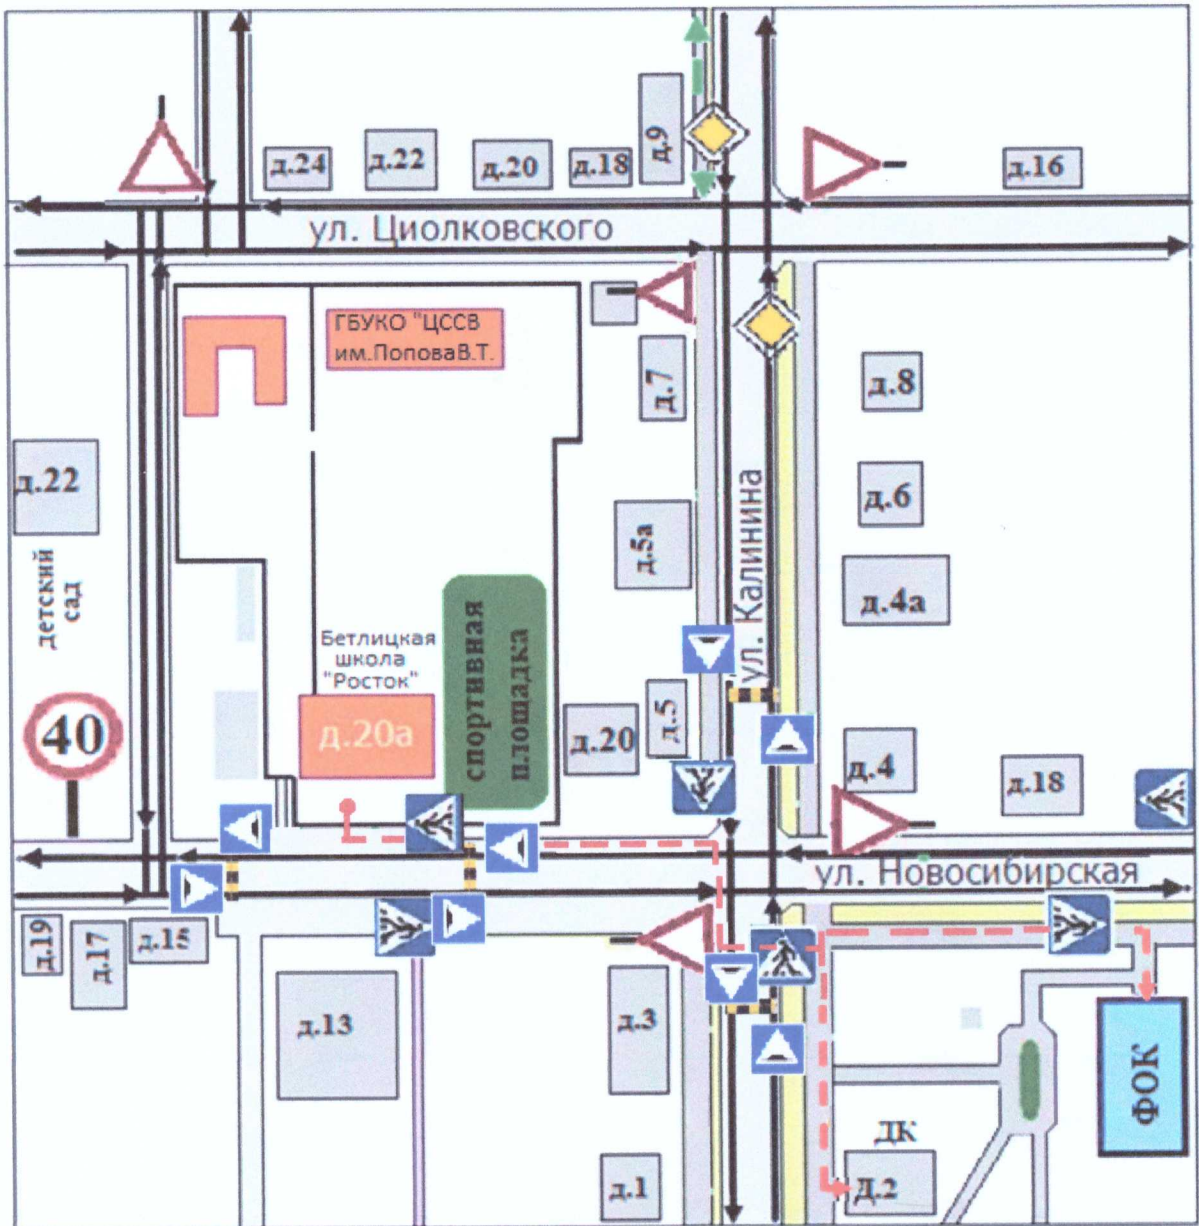 д.24
д.22
д.20
д.18
д.9
д.16
ул. Циолковского
ГБУКО "ЦССВ
им.ПоповаВ.Т.
д.7
д.8
д.22
д.6
детский
сад
д.5а
ул. Калинина
д.4а
Бетлицкая
школа
"Росток"
спортивная
площадка
40
д.20а
д.20
д.5
д.4
д.18
ул. Новосибирская
д.19
д.17
д.15
д.13
д.3
ФОК
ДК
д.1
Д.2